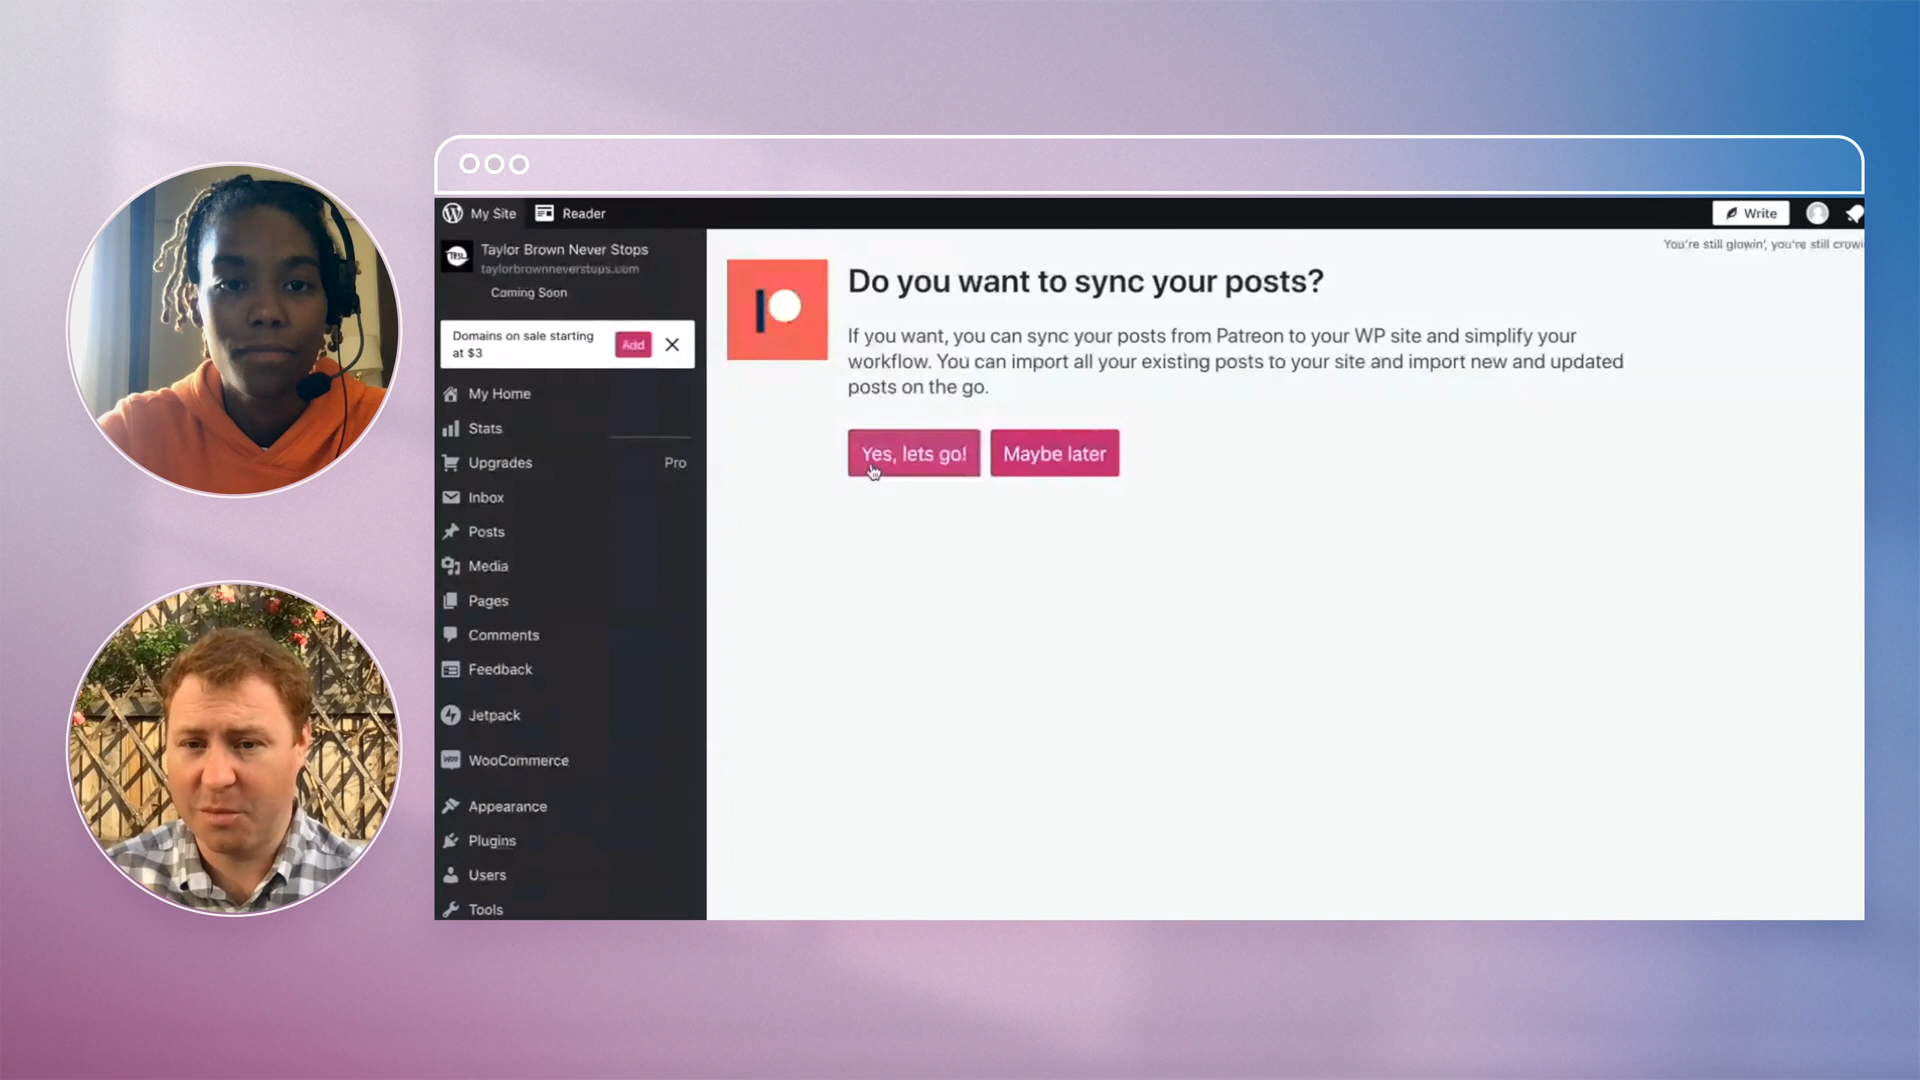 My Site
Reader
Write
Taylor Brown Never Stops
taylorbrownneverstops.com
Coming Soon
You're still glowin', you're still crowi
Domains on sale starting
at $3
Add
My Home
Stats
Upgrades
Pro
Inbox
Posts
Media
Pages
Comments
Feedback
Jetpack
WooCommerce
Appearance
Plugins
Users
Tools
Do you want to sync your posts?
If you want, you can sync your posts from Patreon to your WP site and simplify your
workflow. You can import all your existing posts to your site and import new and updated
posts on the go.
Yes, lets go!
Maybe later